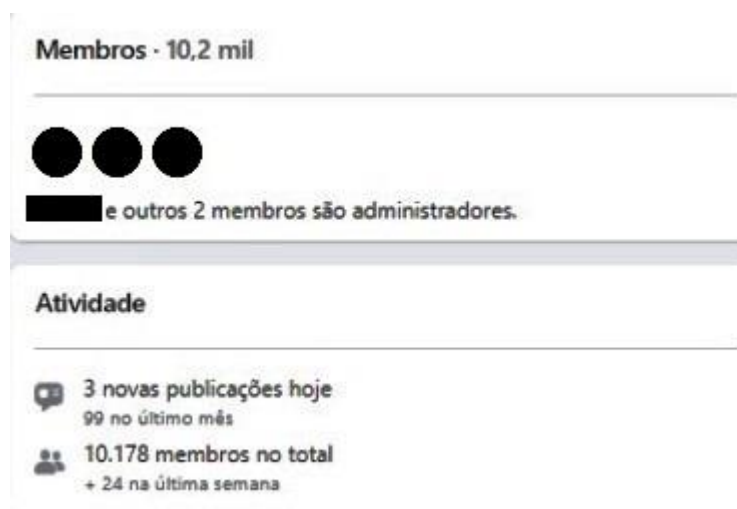 Membros · 10,2 mil
e outros 2 membros são administradores.
Atividade
3 novas publicações hoje
99 no último mês
10.178 membros no total
+ 24 na última semana